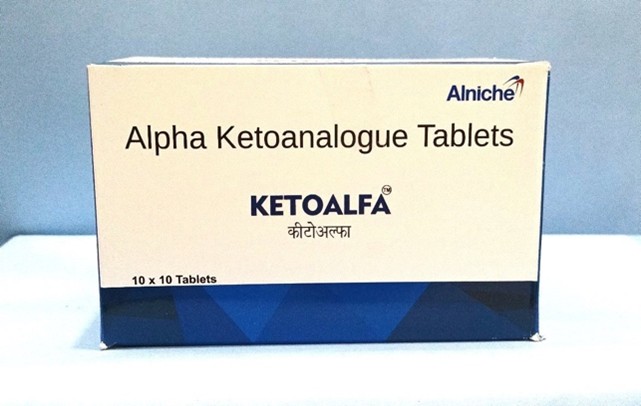 Alniche
Alpha Ketoanalogue Tablets
KETOALFA™
कीटोअल्फा
10 x 10 Tablets